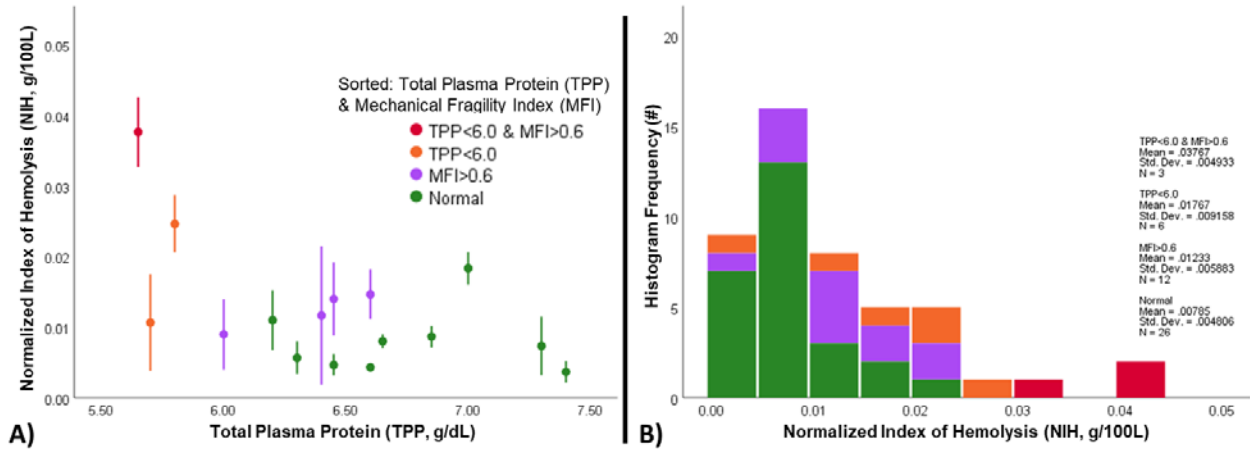 Normalized Index of Hemolysis (NIH, g/100L)
0.05
0.04
0.03
0.02
0.01
0.00
5.50
6.00
6.50
7.00
7.50
Total Plasma Protein (TPP, g/dL)
A)
Sorted: Total Plasma Protein (TPP)
& Mechanical Fragility Index (MFI)
TPP<6.0 & MFI>0.6
TPP<6.0
MFI>0.6
Normal
Histogram Frequency (#)
20
15
10
5
0
0.00
0.01
0.02
0.03
0.04
0.05
Normalized Index of Hemolysis (NIH, g/100L)
B)
TPP<6.0 & MFI>0.6
Mean = .03767
Std. Dev. = .004933
N = 3
TPP<6.0
Mean = .01767
Std. Dev. = .009158
N = 6
MFI>0.6
Mean = .01233
Std. Dev. = .005883
N = 12
Normal
Mean = .00785
Std. Dev. = .004806
N = 26